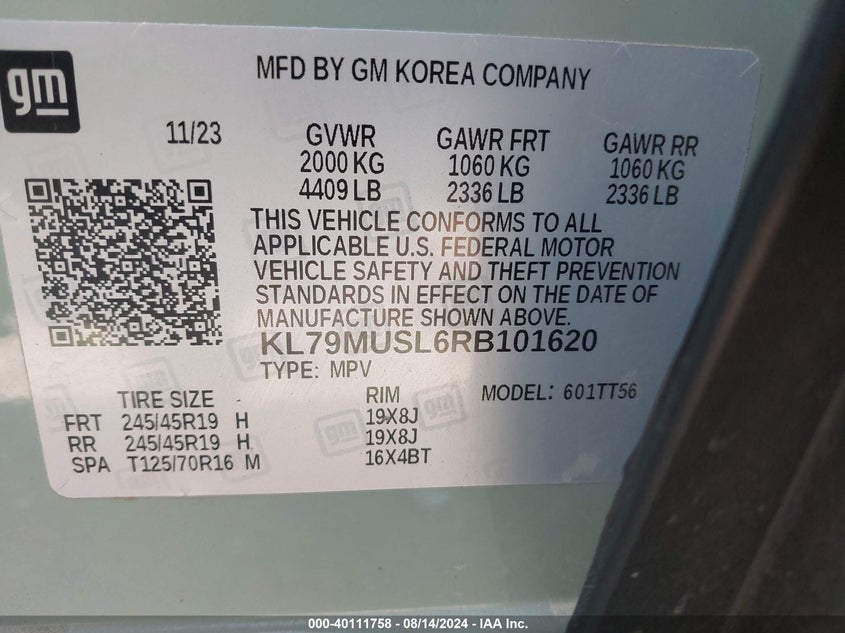 gm
MFD BY GM KOREA COMPANY
11/23 GVWR GAWR FRT GAWR RR
2000 KG 1060 KG 1060 KG
4409 LB 2336 LB 2336 LB
THIS VEHICLE CONFORMS TO ALL
APPLICABLE U.S. FEDERAL MOTOR
VEHICLE SAFETY AND THEFT PREVENTION
STANDARDS IN EFFECT ON THE DATE OF
MANUFACTURE SHOWN ABOVE.
KL79MUSL6RB101620
TYPE: MPV
TIRE SIZE RIM MODEL: 601TT56
FRT 245/45R19 H 19X8J
RR 245/45R19 H 19X8J
SPA T125/70R16 M 16X4BT
000-40111758 - 08/14/2024 - IAA Inc.